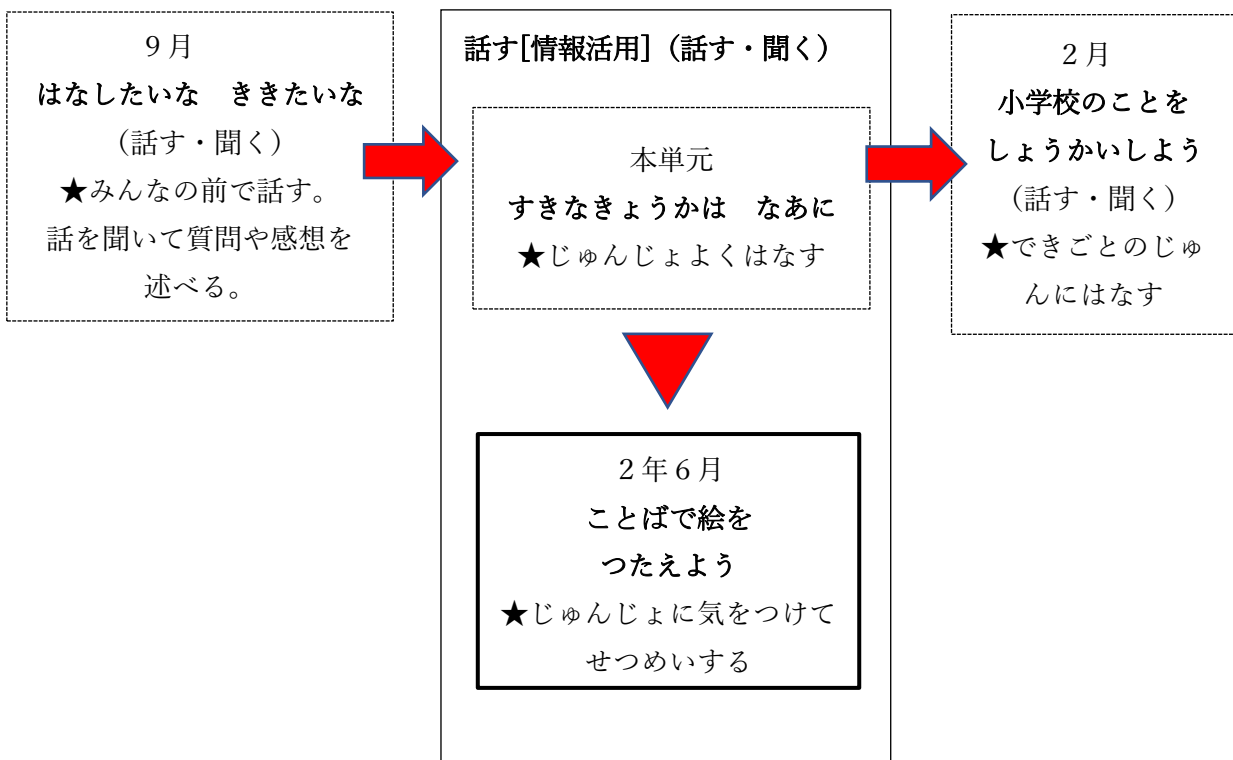 ９月
はなしたいな　ききたいな
（話す・聞く）
★みんなの前で話す。
話を聞いて質問や感想を
述べる。
話す[情報活用]（話す・聞く）
本単元
すきなきょうかは　なあに
★じゅんじょよくはなす
２年６月
ことばで絵を
つたえよう
★じゅんじょに気をつけて
せつめいする
２月
小学校のことを
しょうかいしよう
（話す・聞く）
★できごとのじゅ
んにはなす